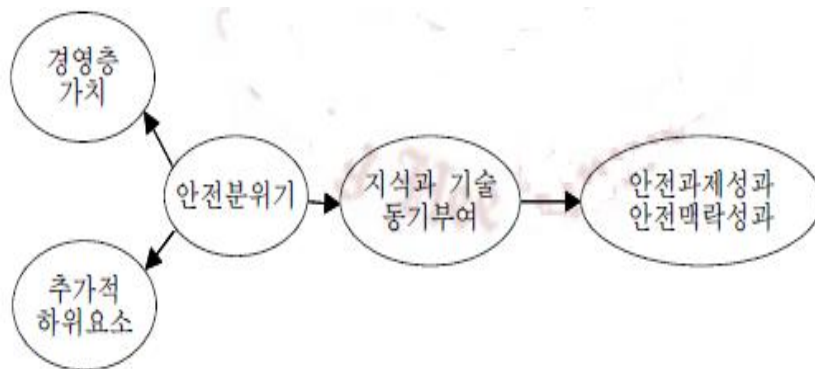 경영층
가치
안전분위기
지식과 기술
동기부여
안전과제성과
안전맥락성과
추가적
하위요소